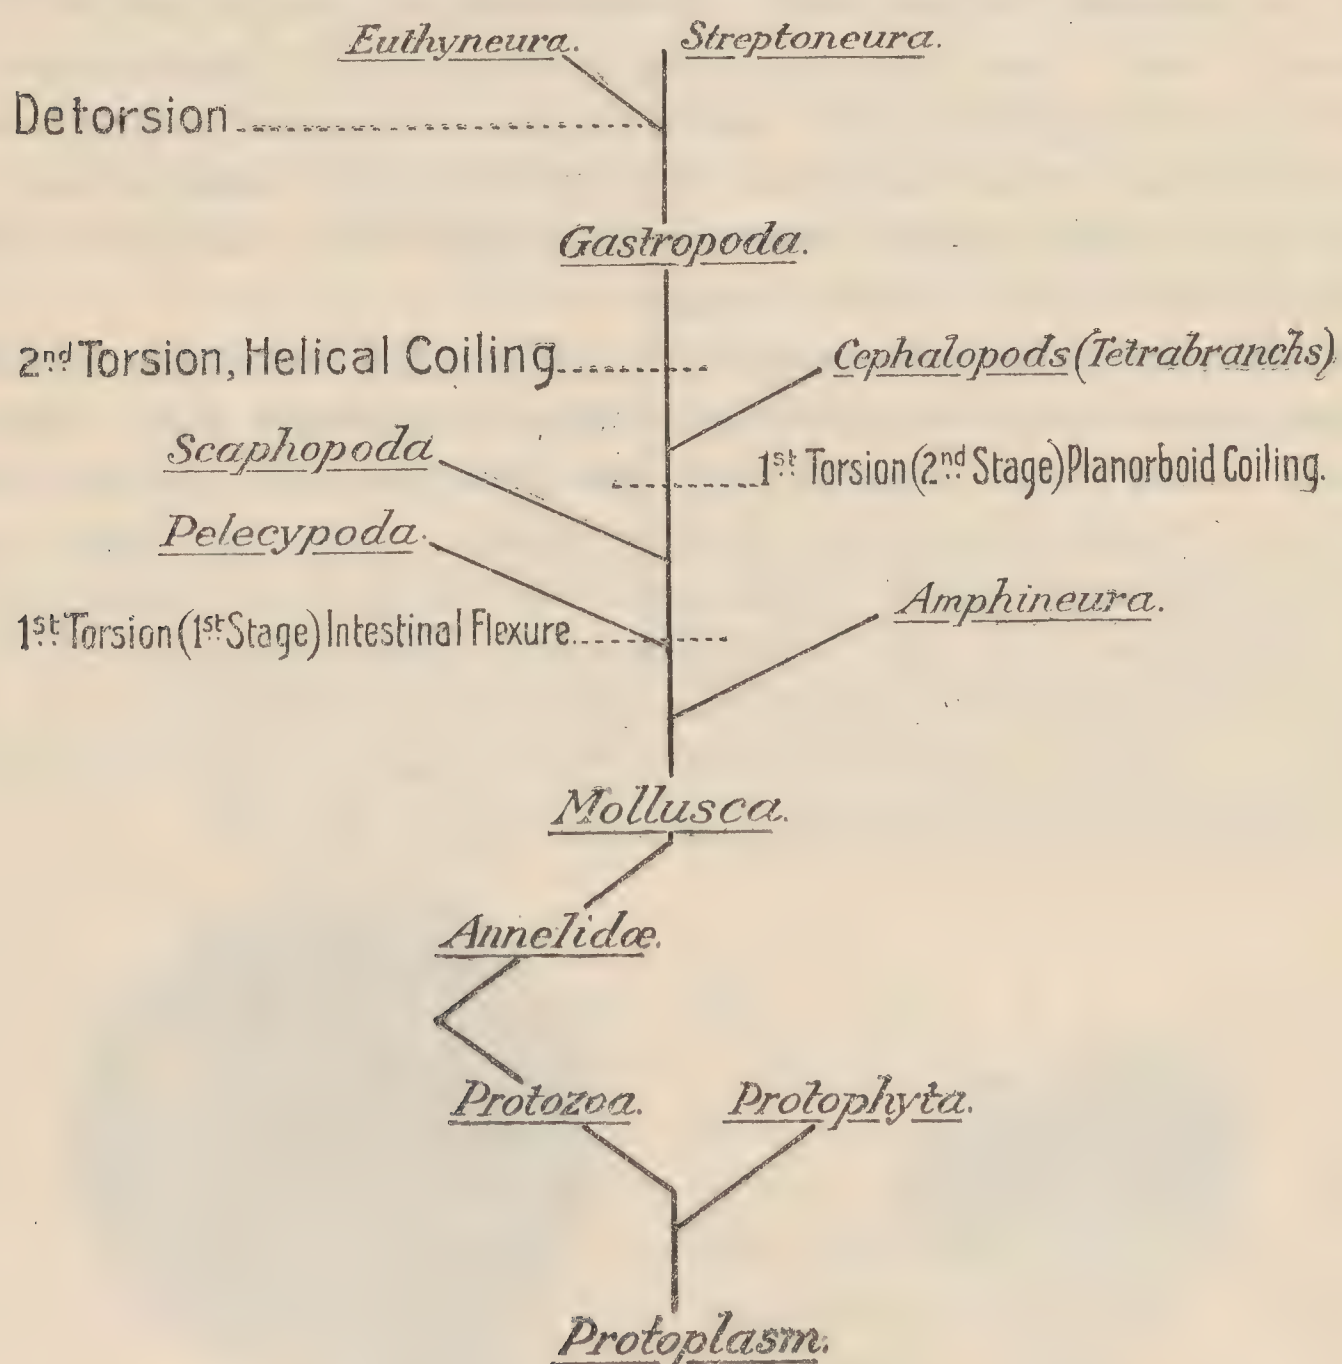 Euthyneura. Streptoneura.
Detorsion
Gastropoda.
2nd Torsion, Helical Coiling
Cephalopods (Tetrabranchs)
Scaphopoda
1st Torsion (2nd Stage) Planorboid Coiling.
Pelecypoda.
Amphineura.
1st Torsion (1st Stage) Intestinal Flexure
Mollusca.
Annelidæ.
Protozoa. Protophyta.
Protoplasm.